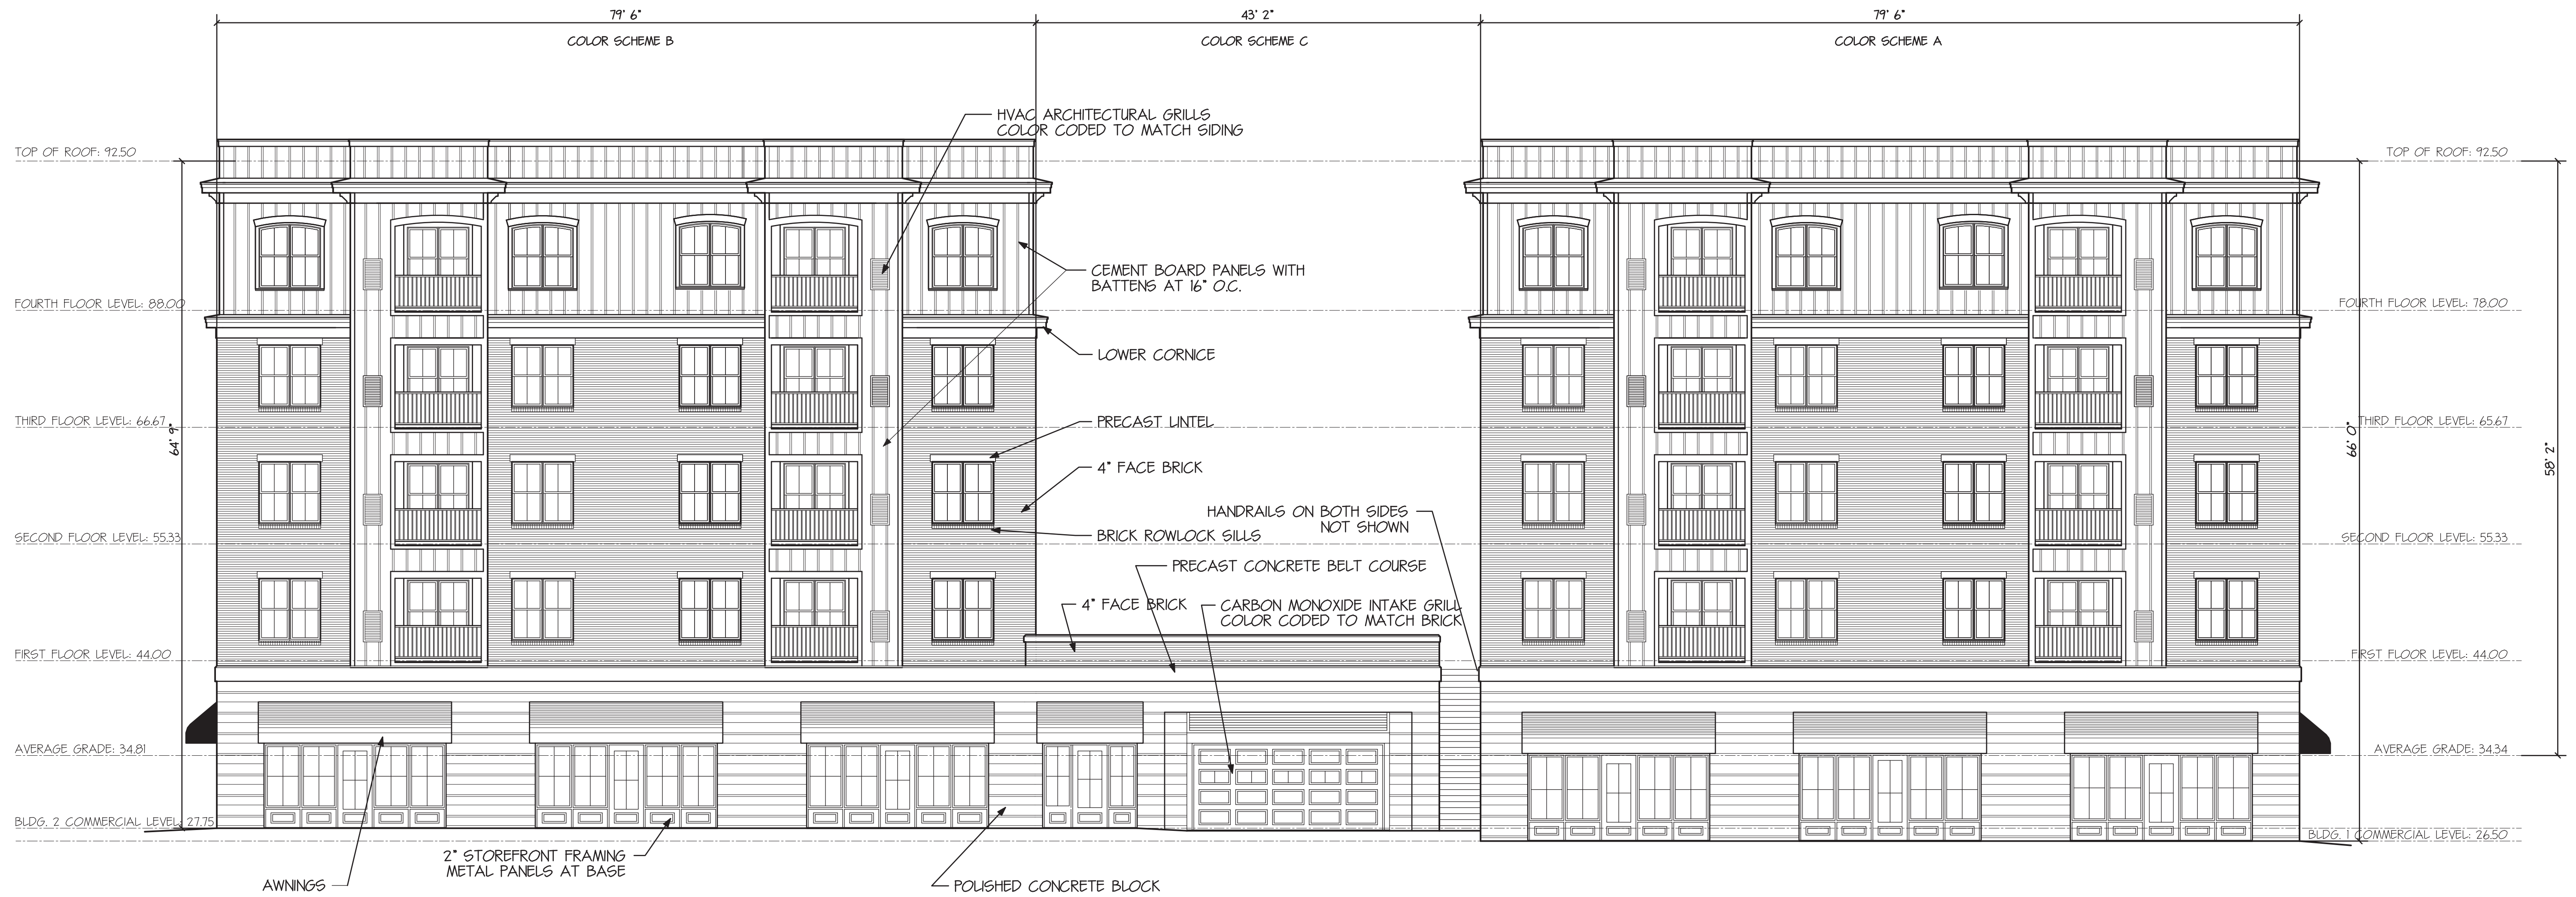 79' 6"
43' 2"
79' 6"
COLOR SCHEME B
COLOR SCHEME C
COLOR SCHEME A
HVAC ARCHITECTURAL GRILLS
COLOR CODED TO MATCH SIDING
TOP OF ROOF: 92.50
TOP OF ROOF: 92.50
CEMENT BOARD PANELS WITH
BATTENS AT 16" O.C.
FOURTH FLOOR LEVEL: 88.00
FOURTH FLOOR LEVEL: 78.00
LOWER CORNICE
THIRD FLOOR LEVEL: 66.67
PRECAST LINTEL
THIRD FLOOR LEVEL: 65.67
64' 9"
66' 0"
58' 2"
4" FACE BRICK
HANDRAILS ON BOTH SIDES
NOT SHOWN
SECOND FLOOR LEVEL: 55.33
BRICK ROWLOCK SILLS
SECOND FLOOR LEVEL: 55.33
PRECAST CONCRETE BELT COURSE
4" FACE BRICK
CARBON MONOXIDE INTAKE GRILL
COLOR CODED TO MATCH BRICK
FIRST FLOOR LEVEL: 44.00
FIRST FLOOR LEVEL: 44.00
AVERAGE GRADE: 34.81
AVERAGE GRADE: 34.34
BLDG. 2 COMMERCIAL LEVEL: 27.75
BLDG. 1 COMMERCIAL LEVEL: 26.50
2" STOREFRONT FRAMING
METAL PANELS AT BASE
AWNINGS
POLISHED CONCRETE BLOCK